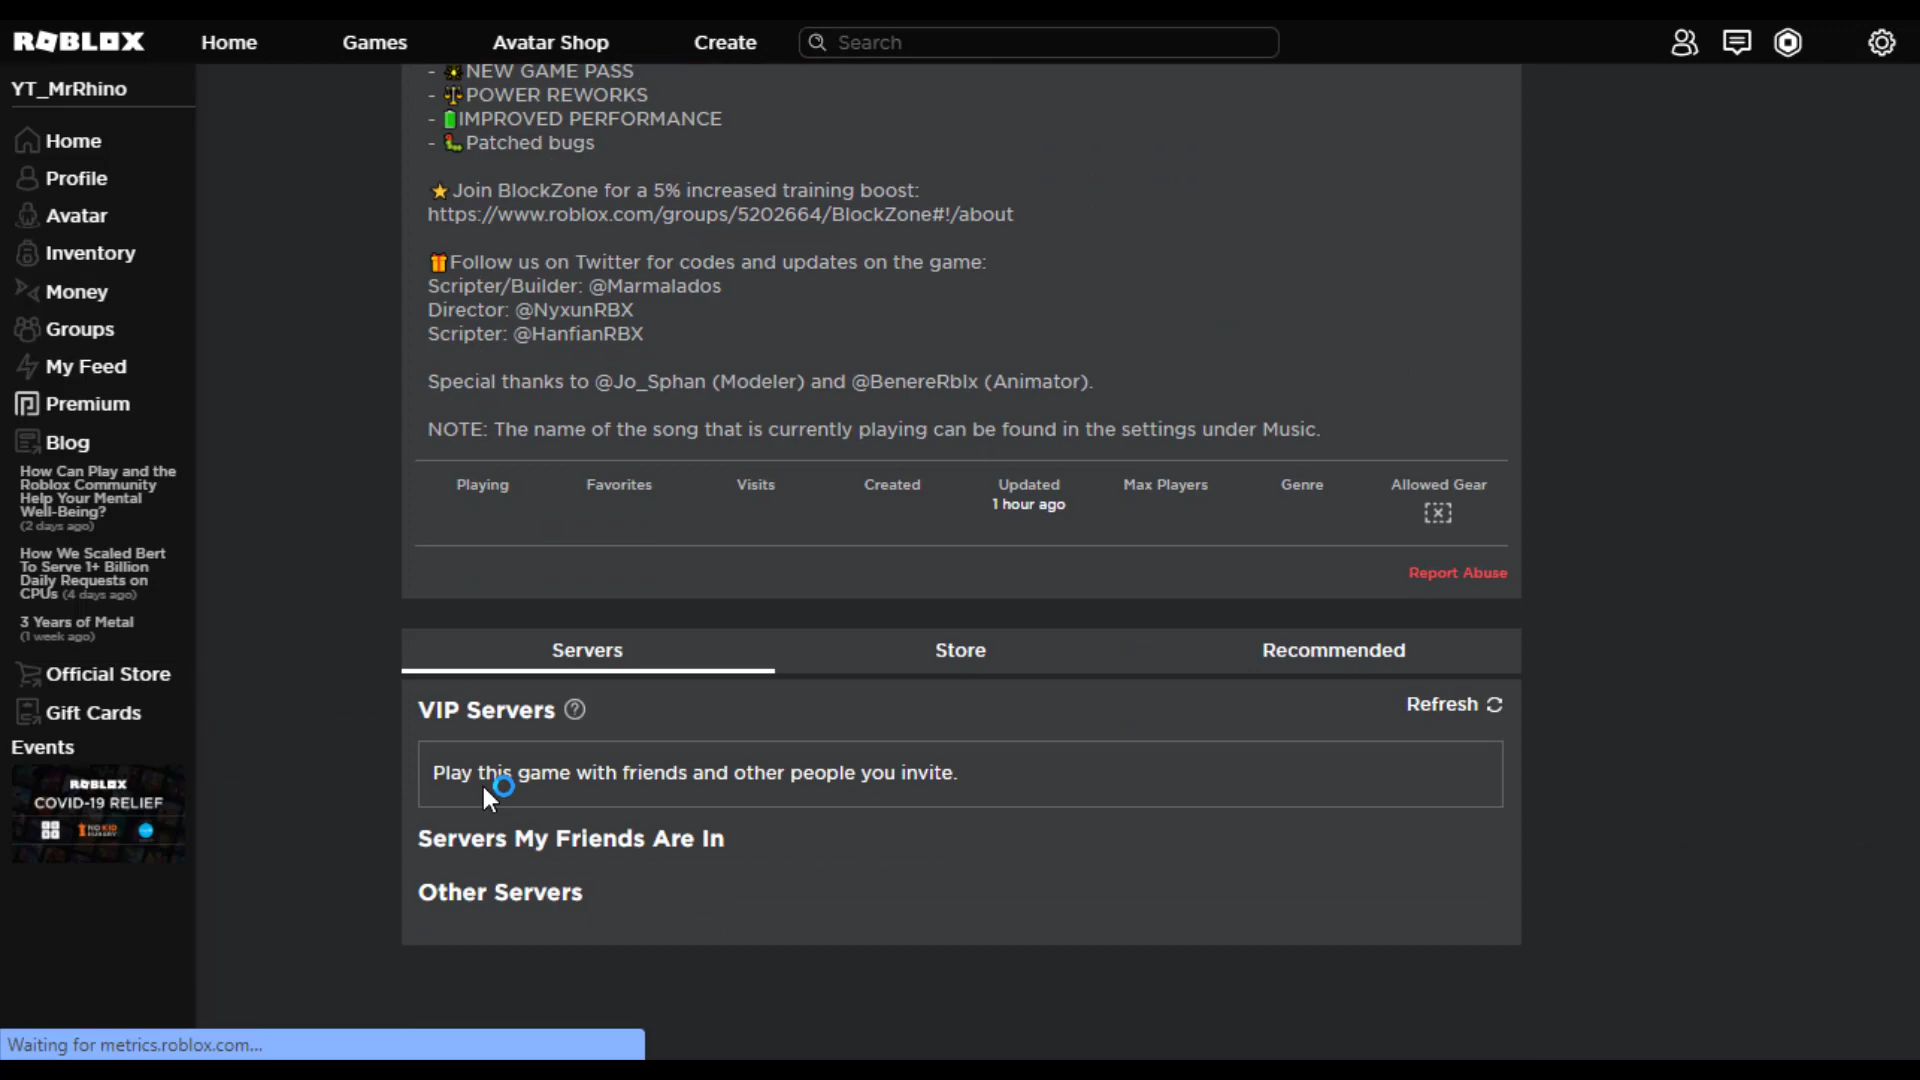 ROBLOX
Home
Games
Avatar Shop
Create
Search
YT_MrRhino
Home
Profile
Avatar
Inventory
Money
Groups
My Feed
Premium
Blog
How Can Play and the
Roblox Community
Help Your Mental
Well-Being?
(2 days ago)
How We Scaled Bert
To Serve 1+ Billion
Daily Requests on
CPUs (4 days ago)
3 Years of Metal
(1 week ago)
Official Store
Gift Cards
Events
ROBLOX
COVID-19 RELIEF
NO KID
HUNGRY
- NEW GAME PASS
- POWER REWORKS
- IMPROVED PERFORMANCE
- Patched bugs
Join BlockZone for a 5% increased training boost:
https://www.roblox.com/groups/5202664/BlockZone#!/about
Follow us on Twitter for codes and updates on the game:
Scripter/Builder: @Marmalados
Director: @NyxunRBX
Scripter: @HanfianRBX
Special thanks to @Jo_Sphan (Modeler) and @BenereRblx (Animator).
NOTE: The name of the song that is currently playing can be found in the settings under Music.
Playing
Favorites
Visits
Created
Updated
1 hour ago
Max Players
Genre
Allowed Gear
Report Abuse
Servers
Store
Recommended
VIP Servers
Refresh
Play this game with friends and other people you invite.
Servers My Friends Are In
Other Servers
Waiting for metrics.roblox.com...